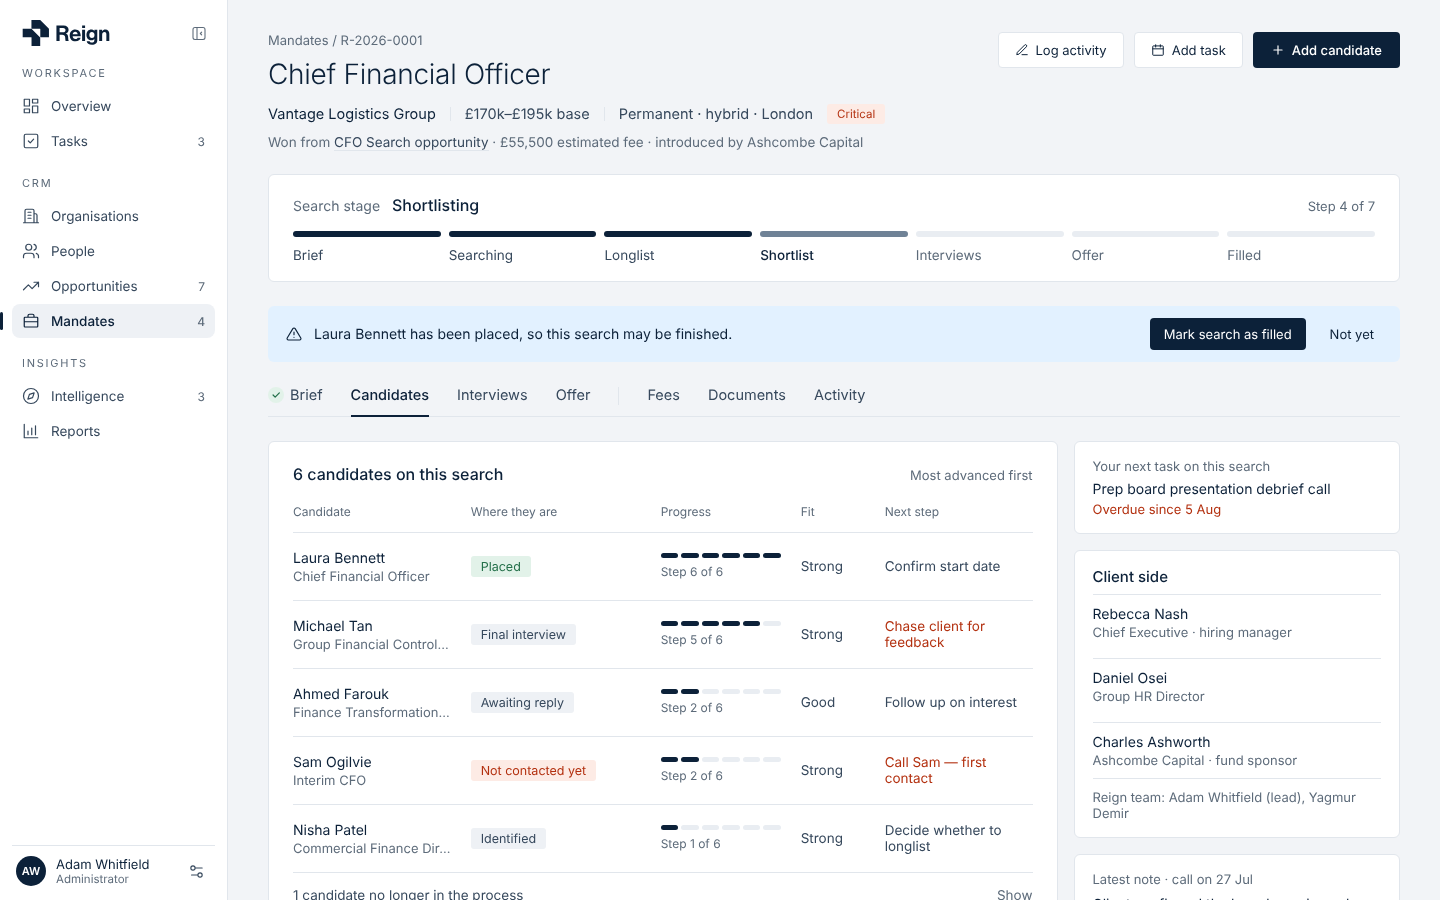 Reign
WORKSPACE
Overview
Tasks 3
CRM
Organisations
People
Opportunities 7
Mandates 4
INSIGHTS
Intelligence 3
Reports
AW
Adam Whitfield
Administrator
Mandates / R-2026-0001
Chief Financial Officer
Log activity
Add task
Add candidate
Vantage Logistics Group £170k–£195k base Permanent · hybrid · London Critical
Won from CFO Search opportunity · £55,500 estimated fee · introduced by Ashcombe Capital
Search stage Shortlisting Step 4 of 7
Brief Searching Longlist Shortlist Interviews Offer Filled
Laura Bennett has been placed, so this search may be finished. Mark search as filled Not yet
Brief Candidates Interviews Offer Fees Documents Activity
6 candidates on this search Most advanced first
Candidate Where they are Progress Fit Next step
Laura Bennett
Chief Financial Officer
Placed
Step 6 of 6
Strong
Confirm start date
Michael Tan
Group Financial Control...
Final interview
Step 5 of 6
Strong
Chase client for
feedback
Ahmed Farouk
Finance Transformation...
Awaiting reply
Step 2 of 6
Good
Follow up on interest
Sam Ogilvie
Interim CFO
Not contacted yet
Step 2 of 6
Strong
Call Sam — first
contact
Nisha Patel
Commercial Finance Dir...
Identified
Step 1 of 6
Strong
Decide whether to
longlist
1 candidate no longer in the process Show
Your next task on this search
Prep board presentation debrief call
Overdue since 5 Aug
Client side
Rebecca Nash
Chief Executive · hiring manager
Daniel Osei
Group HR Director
Charles Ashworth
Ashcombe Capital · fund sponsor
Reign team: Adam Whitfield (lead), Yagmur
Demir
Latest note · call on 27 Jul